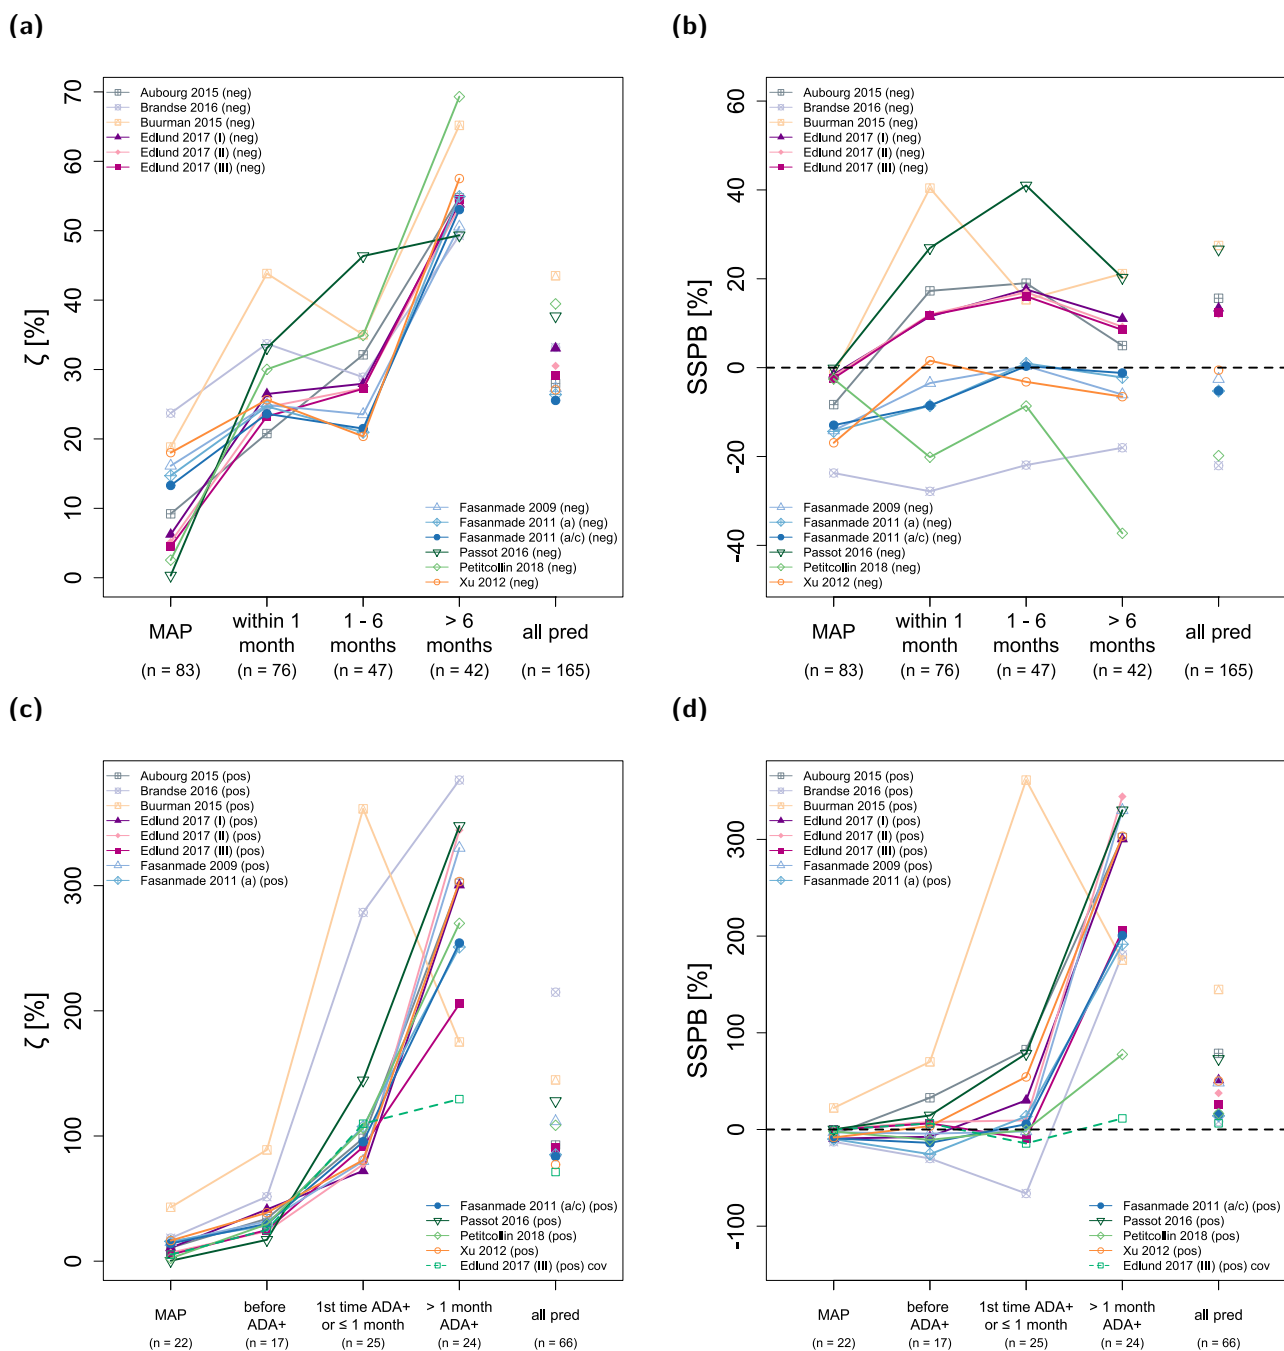 (a)
ζ [%]
70
60
50
40
30
20
10
0
Aubourg 2015 (neg)
Brandse 2016 (neg)
Buurman 2015 (neg)
Edlund 2017 (I) (neg)
Edlund 2017 (II) (neg)
Edlund 2017 (III) (neg)
Fasanmade 2009 (neg)
Fasanmade 2011 (a) (neg)
Fasanmade 2011 (a/c) (neg)
Passot 2016 (neg)
Petitcollin 2018 (neg)
Xu 2012 (neg)
MAP
within 1
month
1 - 6
months
> 6
months
all pred
(n = 83)
(n = 76)
(n = 47)
(n = 42)
(n = 165)
(b)
SSPB [%]
60
40
20
0
-20
-40
Aubourg 2015 (neg)
Brandse 2016 (neg)
Buurman 2015 (neg)
Edlund 2017 (I) (neg)
Edlund 2017 (II) (neg)
Edlund 2017 (III) (neg)
Fasanmade 2009 (neg)
Fasanmade 2011 (a) (neg)
Fasanmade 2011 (a/c) (neg)
Passot 2016 (neg)
Petitcollin 2018 (neg)
Xu 2012 (neg)
MAP
within 1
month
1 - 6
months
> 6
months
all pred
(n = 83)
(n = 76)
(n = 47)
(n = 42)
(n = 165)
(c)
ζ [%]
300
200
100
0
Aubourg 2015 (pos)
Brandse 2016 (pos)
Buurman 2015 (pos)
Edlund 2017 (I) (pos)
Edlund 2017 (II) (pos)
Edlund 2017 (III) (pos)
Fasanmade 2009 (pos)
Fasanmade 2011 (a) (pos)
Fasanmade 2011 (a/c) (pos)
Passot 2016 (pos)
Petitcollin 2018 (pos)
Xu 2012 (pos)
Edlund 2017 (III) (pos) cov
MAP
before
ADA+
1st time ADA+
or ≤ 1 month
> 1 month
ADA+
all pred
(n = 22)
(n = 17)
(n = 25)
(n = 24)
(n = 66)
(d)
SSPB [%]
300
200
100
0
-100
Aubourg 2015 (pos)
Brandse 2016 (pos)
Buurman 2015 (pos)
Edlund 2017 (I) (pos)
Edlund 2017 (II) (pos)
Edlund 2017 (III) (pos)
Fasanmade 2009 (pos)
Fasanmade 2011 (a) (pos)
Fasanmade 2011 (a/c) (pos)
Passot 2016 (pos)
Petitcollin 2018 (pos)
Xu 2012 (pos)
Edlund 2017 (III) (pos) cov
MAP
before
ADA+
1st time ADA+
or ≤ 1 month
> 1 month
ADA+
all pred
(n = 22)
(n = 17)
(n = 25)
(n = 24)
(n = 66)